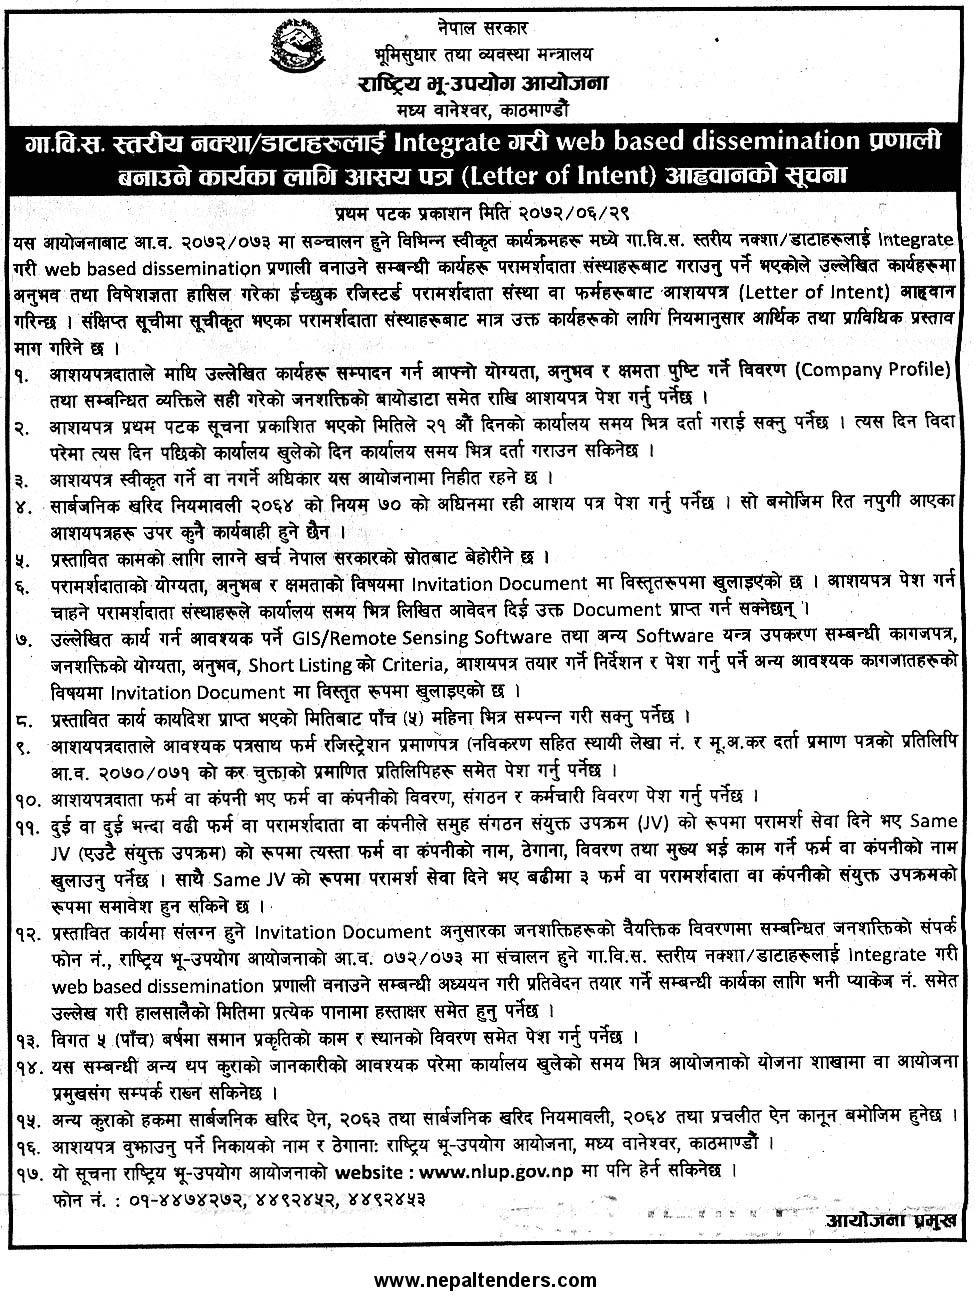 नेपाल सरकार
भूमिसुधार तथा व्यवस्था मन्त्रालय
राष्ट्रिय भू-उपयोग आयोजना
मध्य वानेश्वर, काठमाण्डौं
गा.वि.स. स्तरीय नक्शा/डाटाहरुलाई Integrate गरी web based dissemination प्रणाली
बनाउने कार्यका लागि आसय पत्र (Letter of Intent) आह्वानको सूचना
प्रथम पटक प्रकाशन मिति २०७२/०६/२९
यस आयोजनाबाट आ.व. २०७२/०७३ मा सञ्चालन हुने विभिन्न स्वीकृत कार्यक्रमहरु मध्ये गा.वि.स. स्तरीय नक्शा/डाटाहरुलाई Integrate
गरी web based dissemination प्रणाली वनाउने सम्बन्धी कार्यहरु परामर्शदाता संस्थाहरुबाट गराउनु पर्ने भएकोले उल्लेखित कार्यहरुमा
अनुभव तथा विषेशज्ञता हासिल गरेका ईच्छुक रजिस्टर्ड परामर्शदाता संस्था वा फर्महरुबाट आशयपत्र (Letter of Intent) आह्वान
गरिन्छ । संक्षिप्त सूचीमा सूचीकृत भएका परामर्शदाता संस्थाहरुबाट मात्र उक्त कार्यहरुको लागि नियमानुसार आर्थिक तथा प्राविधिक प्रस्ताव
माग गरिने छ ।
१. आशयपत्रदाताले माथि उल्लेखित कार्यहरु सम्पादन गर्न आफ्नो योग्यता, अनुभव र क्षमता पुष्टि गर्ने विवरण (Company Profile)
तथा सम्बन्धित व्यक्तिले सही गरेको जनशक्तिको बायोडाटा समेत राखि आशयपत्र पेश गर्नु पर्नेछ ।
२. आशयपत्र प्रथम पटक सूचना प्रकाशित भएको मितिले २१ औं दिनको कार्यालय समय भित्र दर्ता गराई सक्नु पर्नेछ । त्यस दिन विदा
परेमा त्यस दिन पछिको कार्यालय खुलेको दिन कार्यालय समय भित्र दर्ता गराउन सकिनेछ ।
३. आशयपत्र स्वीकृत गर्ने वा नगर्ने अधिकार यस आयोजनामा निहीत रहने छ ।
४. सार्बजनिक खरिद नियमावली २०६४ को नियम ७० को अधिनमा रही आशय पत्र पेश गर्नु पर्नेछ । सो बमोजिम रित नपुगी आएका
आशयपत्रहरु उपर कुनै कार्यबाही हुने छैन ।
५. प्रस्तावित कामको लागि लाग्ने खर्च नेपाल सरकारको स्रोतबाट बेहोरीने छ ।
६. परामर्शदाताको योग्यता, अनुभब र क्षमताको विषयमा Invitation Document मा विस्तृतरूपमा खुलाइएको छ । आशयपत्र पेश गर्न
चाहने परामर्शदाता संस्थाहरूले कार्यालय समय भित्र लिखित आवेदन दिई उक्त Document प्राप्त गर्न सक्नेछन् ।
७. उल्लेखित कार्य गर्न आवश्यक पर्ने GIS/Remote Sensing Software तथा अन्य Software यन्त्र उपकरण सम्बन्धी कागजपत्र,
जनशक्तिको योग्यता, अनुभव, Short Listing को Criteria, आशयपत्र तयार गर्ने निर्देशन र पेश गर्नु पर्ने अन्य आवश्यक कागजातहरूको
विषयमा Invitation Document मा विस्तृत रूपमा खुलाइएको छ ।
८. प्रस्तावित कार्य कार्यादेश प्राप्त भएको मितिबाट पाँच (५) महिना भित्र सम्पन्न गरी सक्नु पर्नेछ ।
९. आशयपत्रदाताले आवश्यक पत्रसाथ फर्म रजिस्ट्रेशन प्रमाणपत्र (नविकरण सहित स्थायी लेखा नं. र मू.अ.कर दर्ता प्रमाण पत्रको प्रतिलिपि
आ.व. २०७०/०७१ को कर चुक्ताको प्रमाणित प्रतिलिपिहरू समेत पेश गर्नु पर्नेछ ।
१०. आशयपत्रदाता फर्म वा कंपनी भए फर्म वा कंपनीको विवरण, संगठन र कर्मचारी विवरण पेश गर्नु पर्नेछ ।
११. दुई वा दुई भन्दा वढी फर्म वा परामर्शदाता वा कंपनीले समुह संगठन संयुक्त उपक्रम (JV) को रूपमा परामर्श सेवा दिने भए Same
JV (एउटै संयुक्त उपक्रम) को रूपमा त्यस्ता फर्म वा कंपनीको नाम, ठेगाना, विवरण तथा मुख्य भई काम गर्ने फर्म वा कंपनीको नाम
खुलाउनु पर्नेछ । साथै Same JV को रूपमा परामर्श सेवा दिने भए बढीमा ३ फर्म वा परामर्शदाता वा कंपनीको संयुक्त उपक्रमको
रूपमा समावेश हुन सकिने छ ।
१२. प्रस्तावित कार्यमा संलग्न हुने Invitation Document अनुसारका जनशक्तिहरुको वैयक्तिक विवरणमा सम्बन्धित जनशक्तिको संपर्क
फोन नं., राष्ट्रिय भू-उपयोग आयोजनाको आ.व. ०७२/०७३ मा संचालन हुने गा.वि.स. स्तरीय नक्शा/डाटाहरुलाई Integrate गरी
web based dissemination प्रणाली वनाउने सम्बन्धी अध्ययन गरी प्रतिवेदन तयार गर्ने सम्बन्धी कार्यका लागि भनी प्याकेज नं. समेत
उल्लेख गरी हालसालैको मितिमा प्रत्येक पानामा हस्ताक्षर समेत हुनु पर्नेछ ।
१३. विगत ५ (पाँच) बर्षमा समान प्रकृतिको काम र स्थानको विवरण समेत पेश गर्नु पर्नेछ ।
१४. यस सम्बन्धी अन्य थप कुराको जानकारीको आवश्यक परेमा कार्यालय खुलेको समय भित्र आयोजनाको योजना शाखामा वा आयोजना
प्रमुखसंग सम्पर्क राख्न सकिनेछ ।
१५. अन्य कुराको हकमा सार्बजनिक खरिद ऐन, २०६३ तथा सार्बजनिक खरिद नियमावली, २०६४ तथा प्रचलीत ऐन कानून बमोजिम हुनेछ ।
१६. आशयपत्र वुझाउनु पर्ने निकायको नाम र ठेगानाः राष्ट्रिय भू-उपयोग आयोजना, मध्य वानेश्वर, काठमाण्डौं ।
१७. यो सूचना राष्ट्रिय भू-उपयोग आयोजनाको website : www.nlup.gov.np मा पनि हेर्न सकिनेछ ।
फोन नं. : ०१-४४७४२७२, ४४९२४५२, ४४९२४५३
आयोजना प्रमुख
www.nepaltenders.com